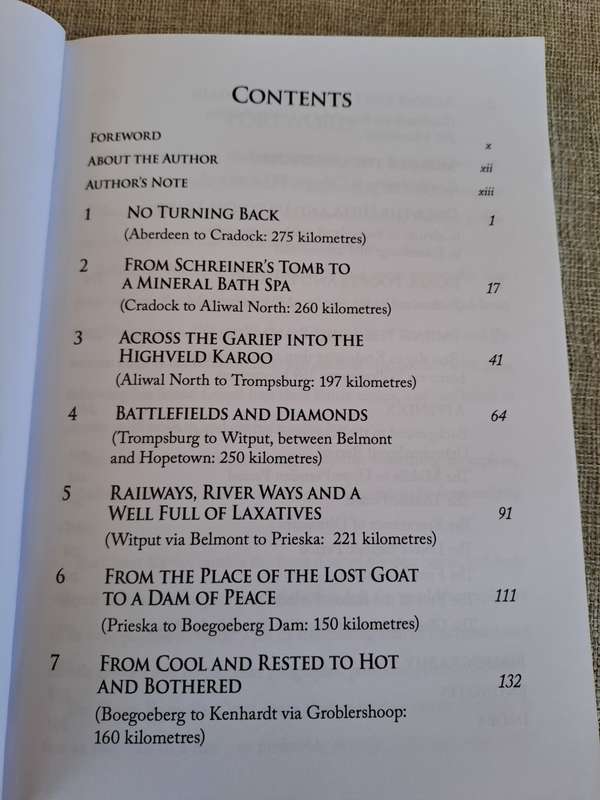 CONTENTS
FOREWORD x
ABOUT THE AUTHOR xii
AUTHOR'S NOTE xiii
1 NO TURNING BACK 1
(Aberdeen to Cradock: 275 kilometres)
2 FROM SCHREINER'S TOMB TO
A MINERAL BATH SPA 17
(Cradock to Aliwal North: 260 kilometres)
3 ACROSS THE GARIEP INTO THE
HIGHVELD KAROO 41
(Aliwal North to Trompsburg: 197 kilometres)
4 BATTLEFIELDS AND DIAMONDS 64
(Trompsburg to Witput, between Belmont
and Hopetown: 250 kilometres)
5 RAILWAYS, RIVER WAYS AND A
WELL FULL OF LAXATIVES 91
(Witput via Belmont to Prieska: 221 kilometres)
6 FROM THE PLACE OF THE LOST GOAT
TO A DAM OF PEACE 111
(Prieska to Boegoeberg Dam: 150 kilometres)
7 FROM COOL AND RESTED TO HOT
AND BOTHERED 132
(Boegoeberg to Kenhardt via Groblershoop:
160 kilometres)